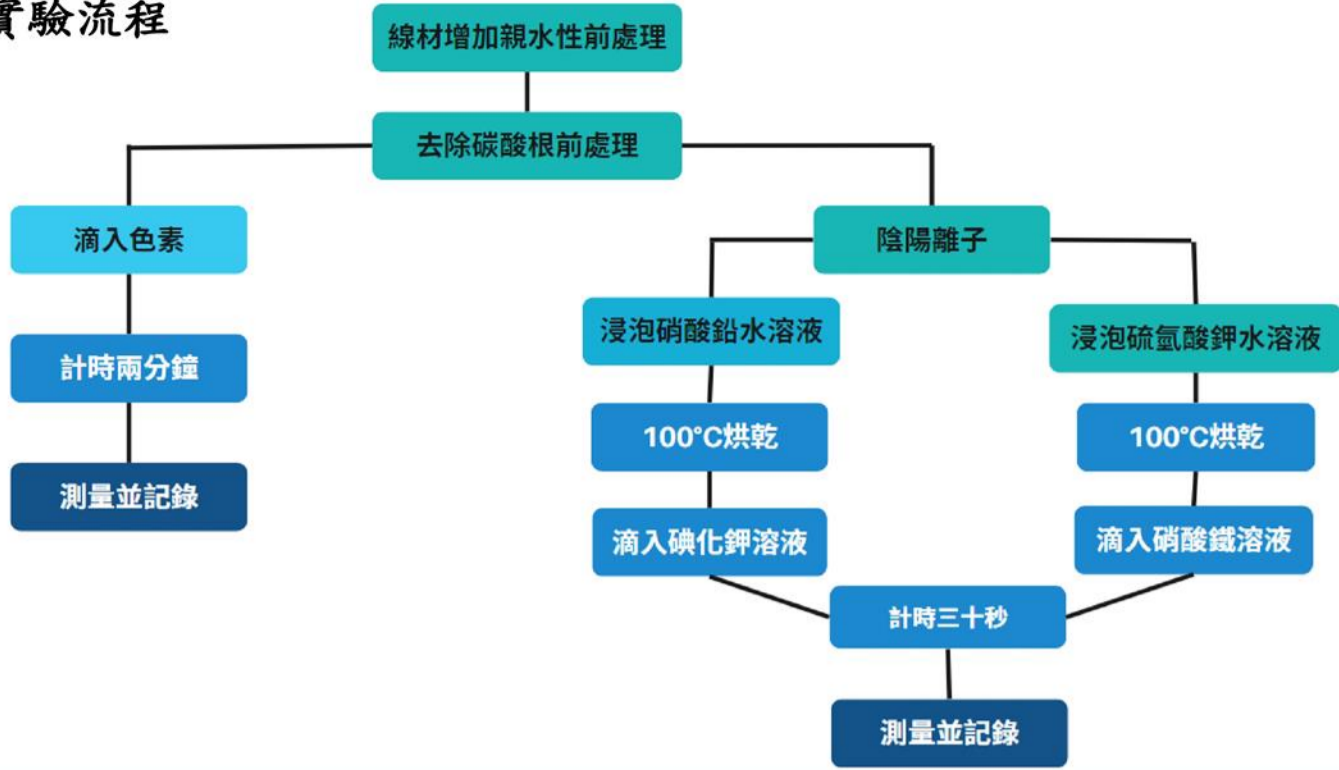 實驗流程
線材增加親水性前處理
去除碳酸根前處理
滴入色素
計時兩分鐘
測量並記錄
陰陽離子
浸泡硝酸鉛水溶液
100°C烘乾
滴入碘化鉀溶液
浸泡硫氫酸鉀水溶液
100°C烘乾
滴入硝酸鐵溶液
計時三十秒
測量並記錄